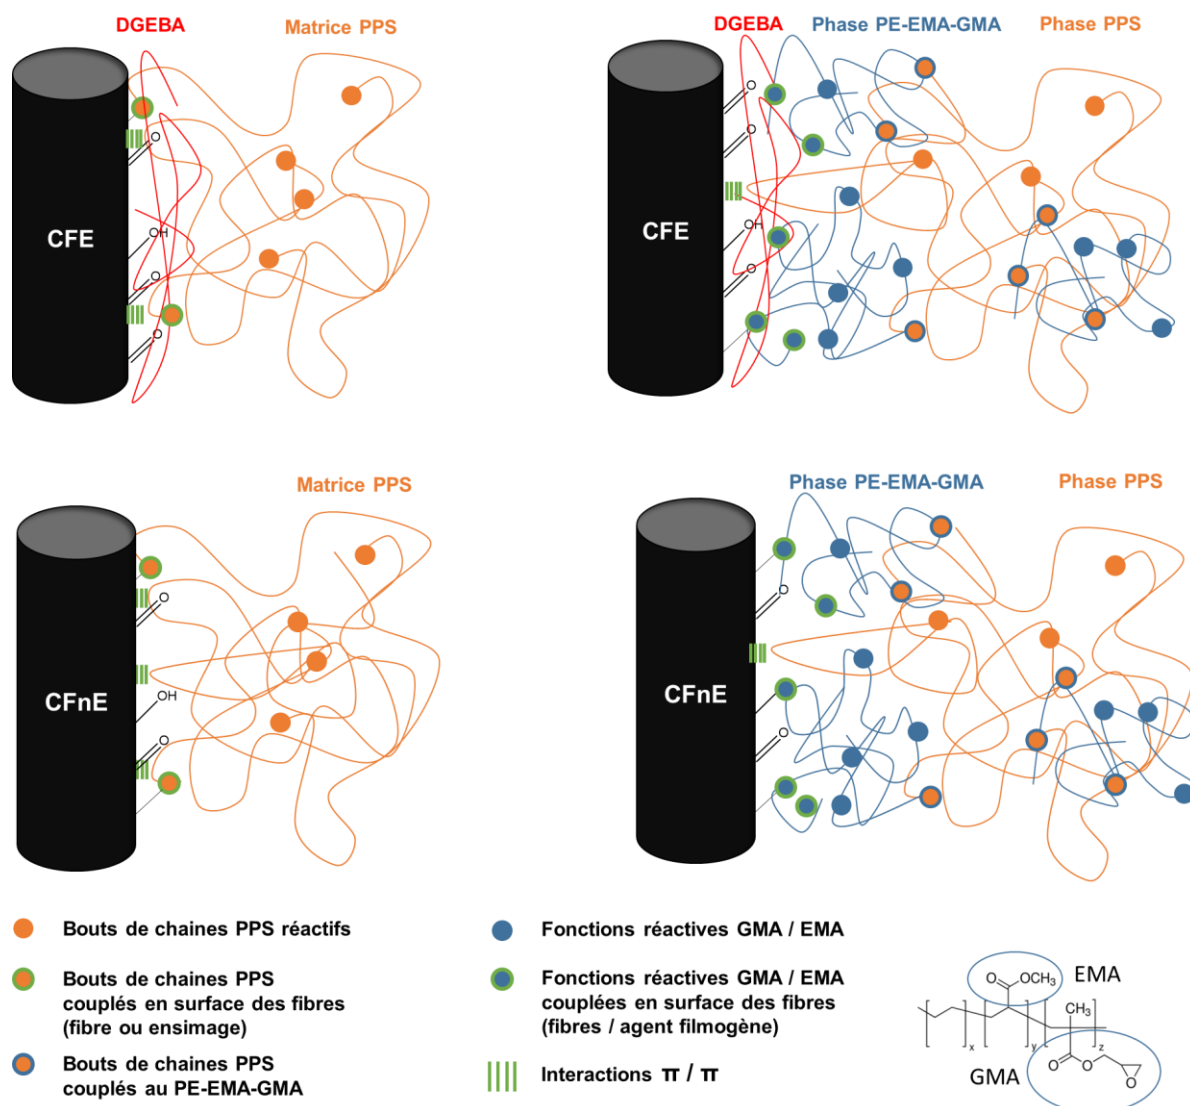 DGEBA
Matrice PPS
CFE
O
OH
O
O
DGEBA
Phase PE-EMA-GMA
Phase PPS
CFE
O
O
OH
O
O
Matrice PPS
CFnE
O
OH
O
Phase PE-EMA-GMA
Phase PPS
CFnE
O
O
Bouts de chaines PPS réactifs
Bouts de chaines PPS
couplés en surface des fibres
(fibre ou ensimage)
Bouts de chaines PPS
couplés au PE-EMA-GMA
Fonctions réactives GMA / EMA
Fonctions réactives GMA / EMA
couplées en surface des fibres
(fibres / agent filmogène)
Interactions π / π
EMA
O
OCH3
CH3
x
y
z
O
O
O
GMA